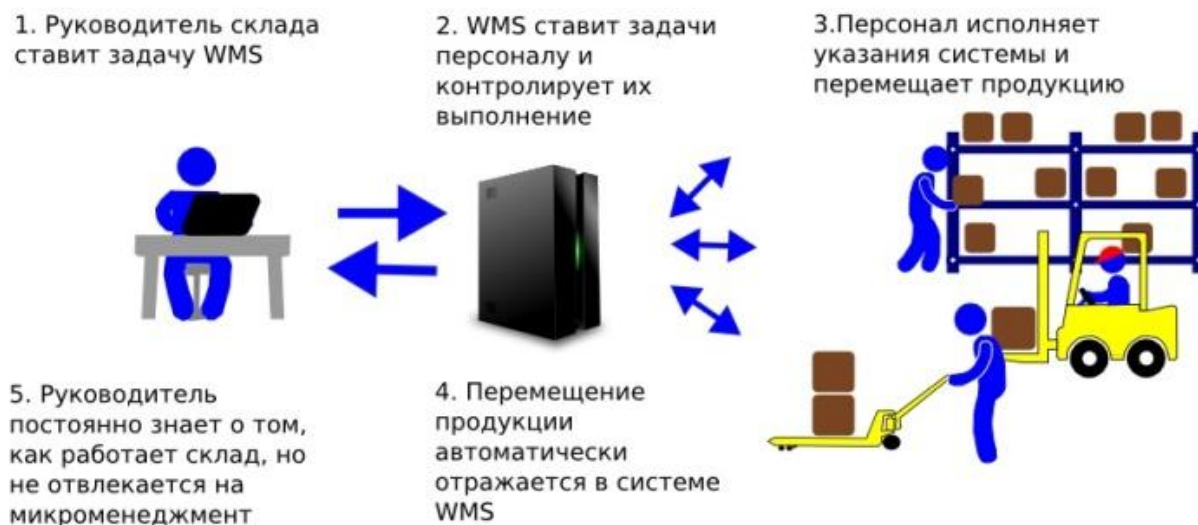 1. Руководитель склада
ставит задачу WMS
2. WMS ставит задачи
персоналу и
контролирует их
выполнение
3.Персонал исполняет
указания системы и
перемещает продукцию
4. Перемещение
продукции
автоматически
отражается в системе
WMS
5. Руководитель
постоянно знает о том,
как работает склад, но
не отвлекается на
микроменеджмент